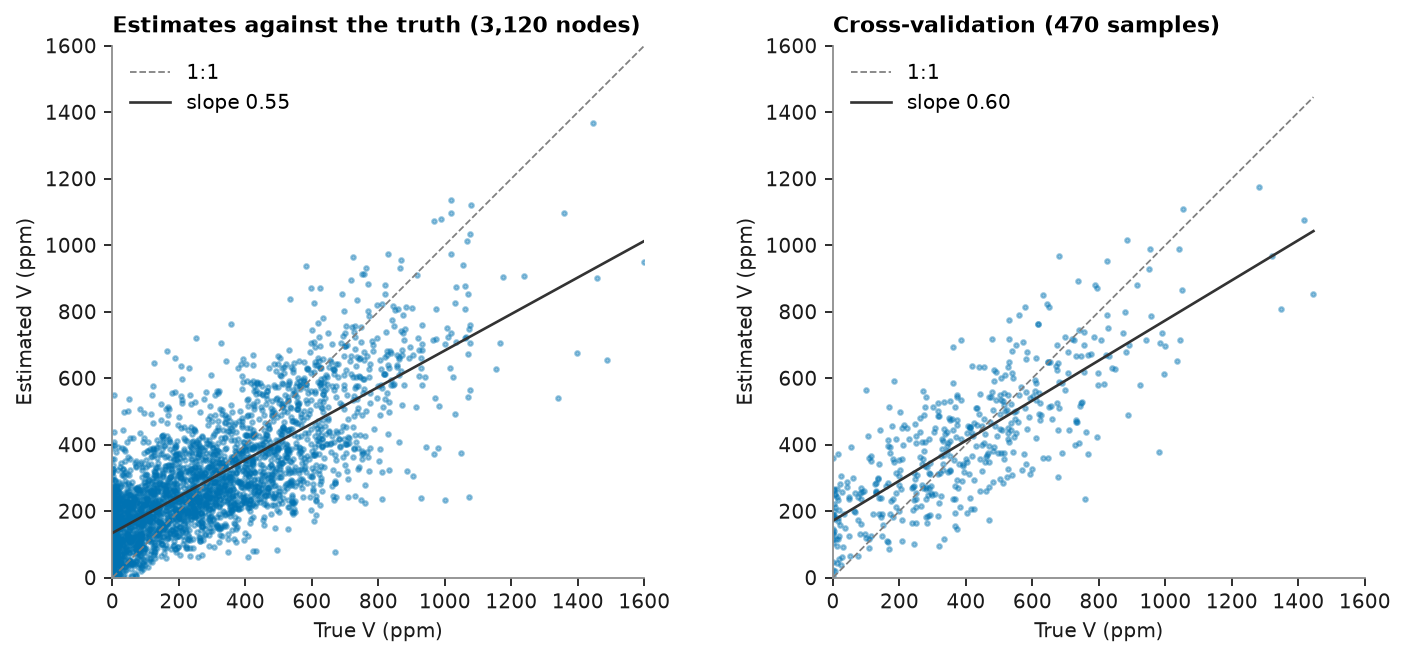 Estimates against the truth (3,120 nodes)
1:1
slope 0.55
Estimated V (ppm)
1600
1400
1200
1000
800
600
400
200
0
0 200 400 600 800 1000 1200 1400 1600
True V (ppm)
Cross-validation (470 samples)
1:1
slope 0.60
Estimated V (ppm)
1600
1400
1200
1000
800
600
400
200
0
0 200 400 600 800 1000 1200 1400 1600
True V (ppm)